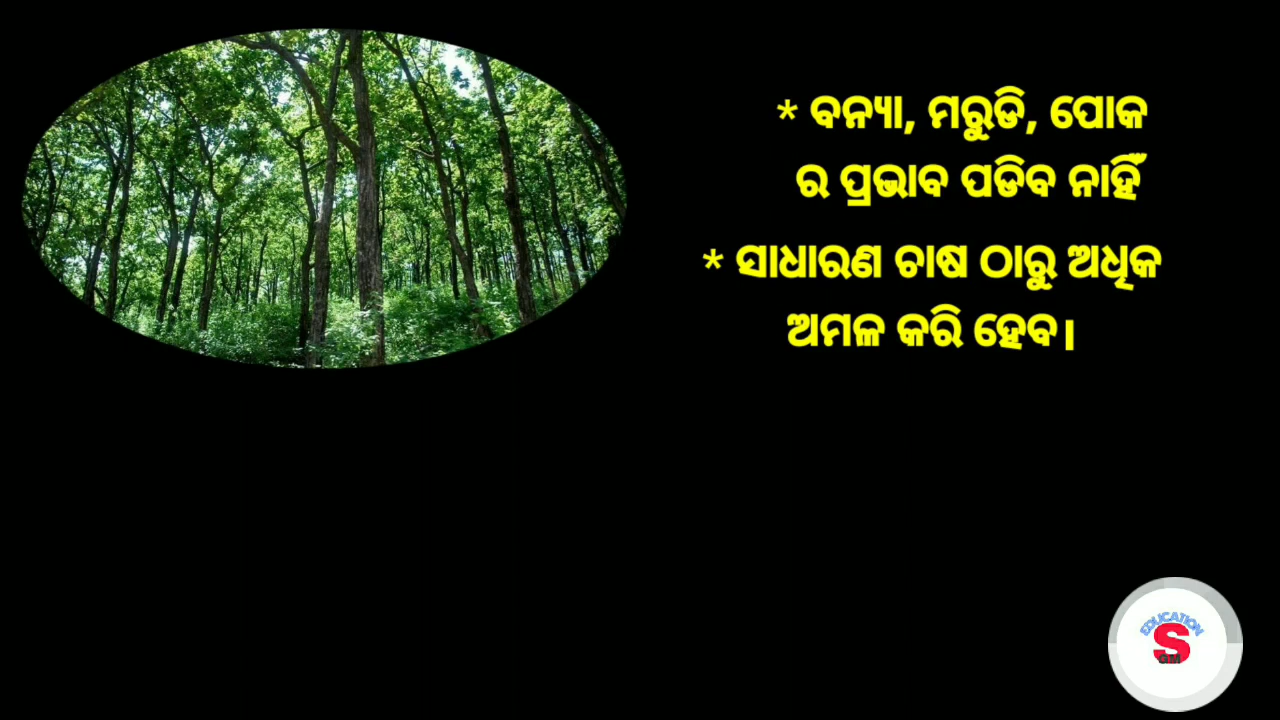 * ବନ୍ୟା, ମରୁଡି, ପୋକ
ର ପ୍ରଭାବ ପଡିବ ନାହିଁ
* ସାଧାରଣ ଚାଷ ଠାରୁ ଅଧିକ
ଅମଳ କରି ହେବ।
EDUCATION
S